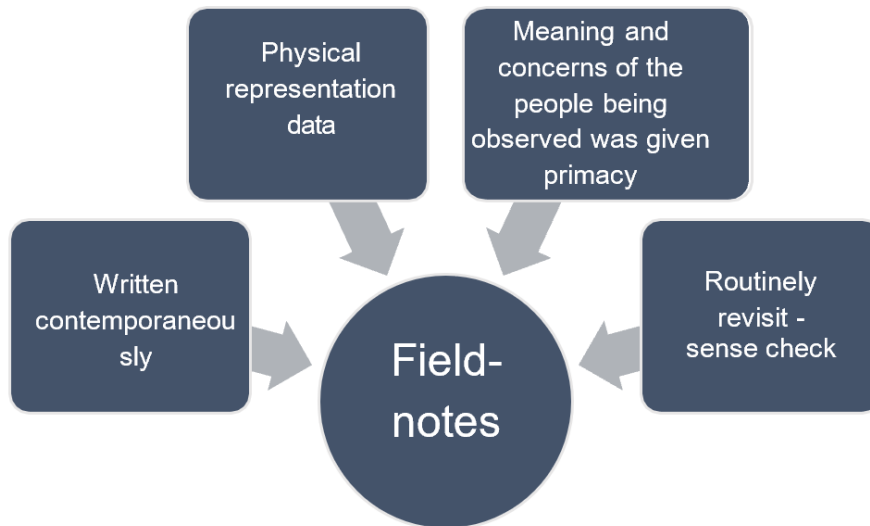 Physical
representation
data
Meaning and
concerns of the
people being
observed was given
primacy
Written
contemporaneou
sly
Routinely
revisit -
sense check
Field-
notes